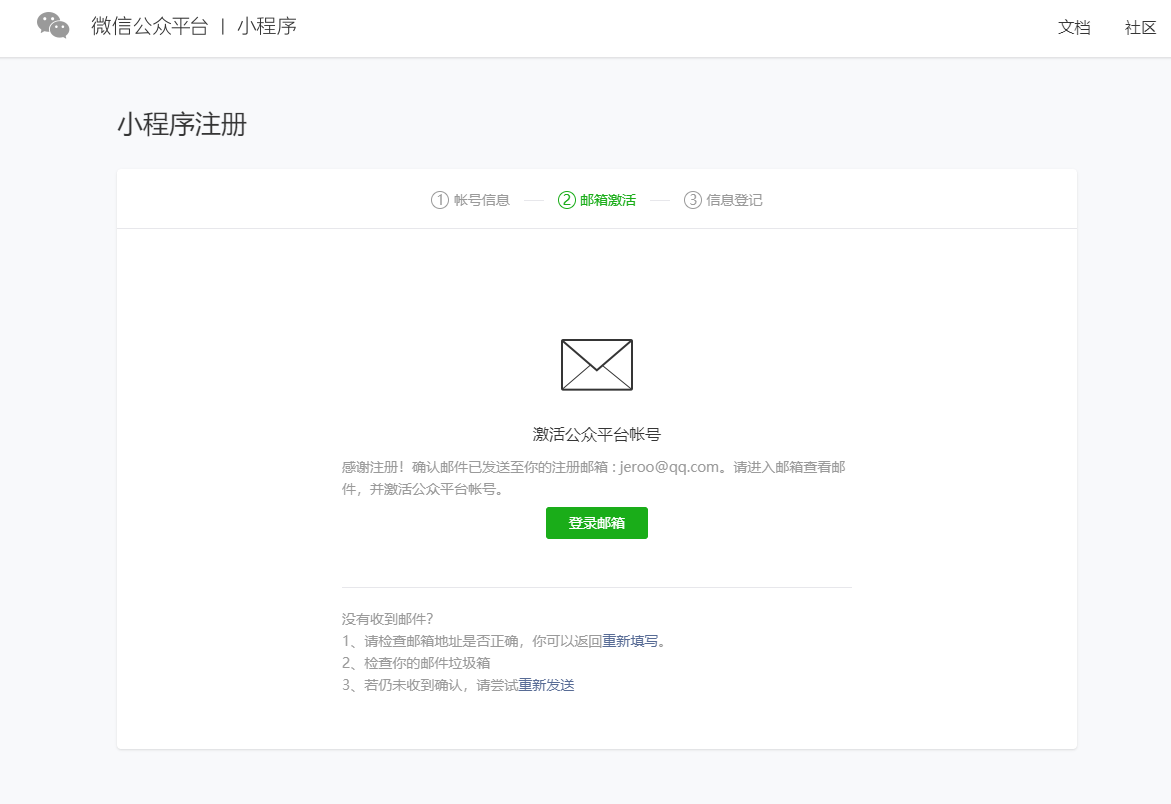 微信公众平台 | 小程序
文档
社区
小程序注册
① 帐号信息
② 邮箱激活
③ 信息登记
激活公众平台帐号
感谢注册！确认邮件已发送至你的注册邮箱 : jeroo@qq.com。请进入邮箱查看邮
件，并激活公众平台帐号。
登录邮箱
没有收到邮件？
1、请检查邮箱地址是否正确，你可以返回重新填写。
2、检查你的邮件垃圾箱
3、若仍未收到确认，请尝试重新发送